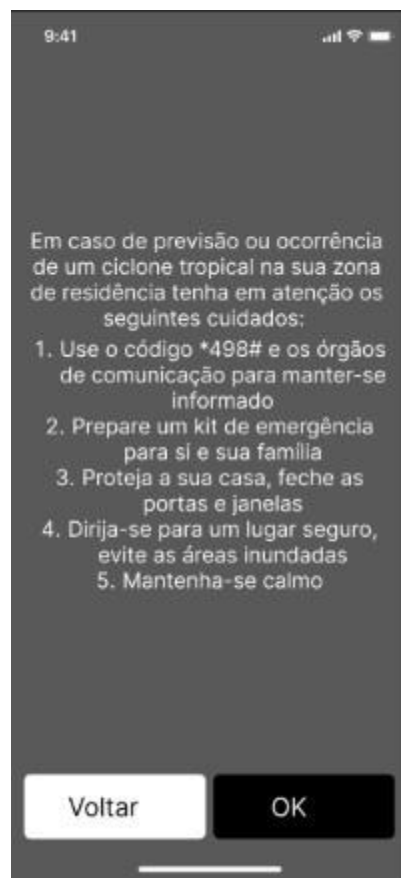 9:41
Em caso de previsão ou ocorrência
de um ciclone tropical na sua zona
de residência tenha em atenção os
seguintes cuidados:
1. Use o código *498# e os órgãos
de comunicação para manter-se
informado
2. Prepare um kit de emergência
para si e sua família
3. Proteja a sua casa, feche as
portas e janelas
4. Dirija-se para um lugar seguro,
evite as áreas inundadas
5. Mantenha-se calmo
Voltar OK